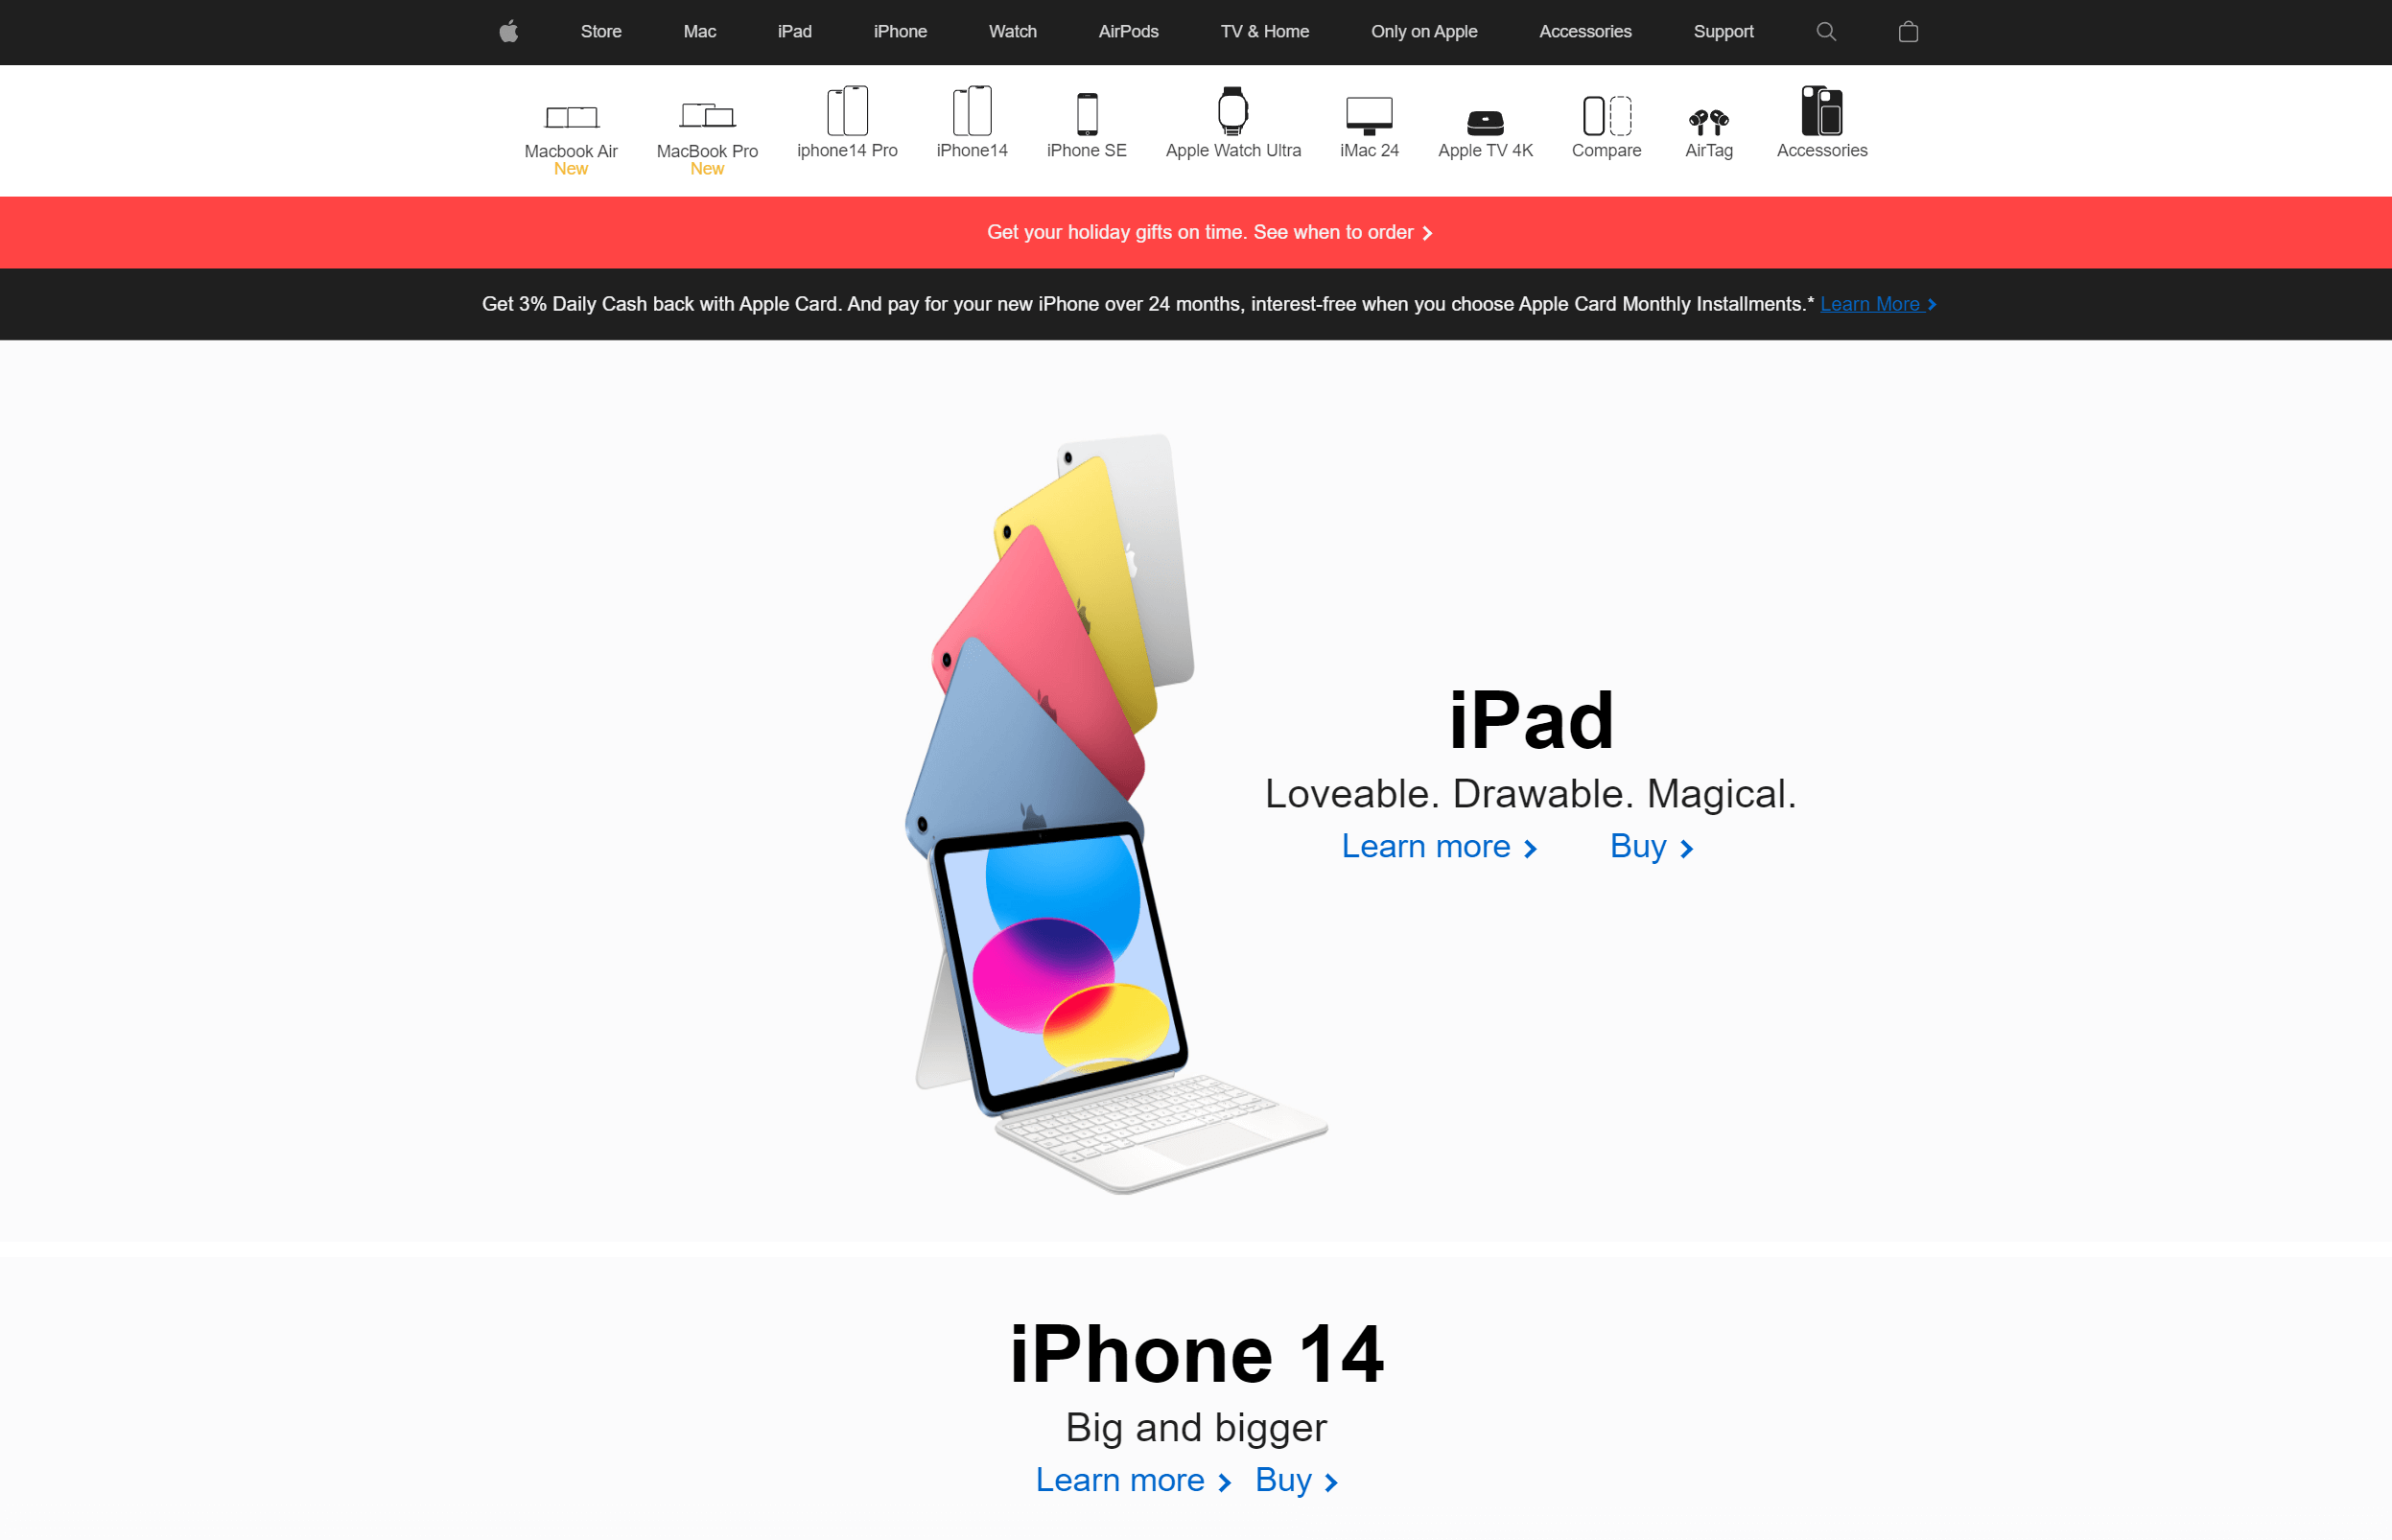 Store Mac iPad iPhone Watch AirPods TV & Home Only on Apple Accessories Support
Macbook Air MacBook Pro iphone14 Pro iPhone14 iPhone SE Apple Watch Ultra iMac 24 Apple TV 4K Compare AirTag Accessories
New New
Get your holiday gifts on time. See when to order
Get 3% Daily Cash back with Apple Card. And pay for your new iPhone over 24 months, interest-free when you choose Apple Card Monthly Installments.* Learn More
iPad
Loveable. Drawable. Magical.
Learn more Buy
iPhone 14
Big and bigger
Learn more Buy